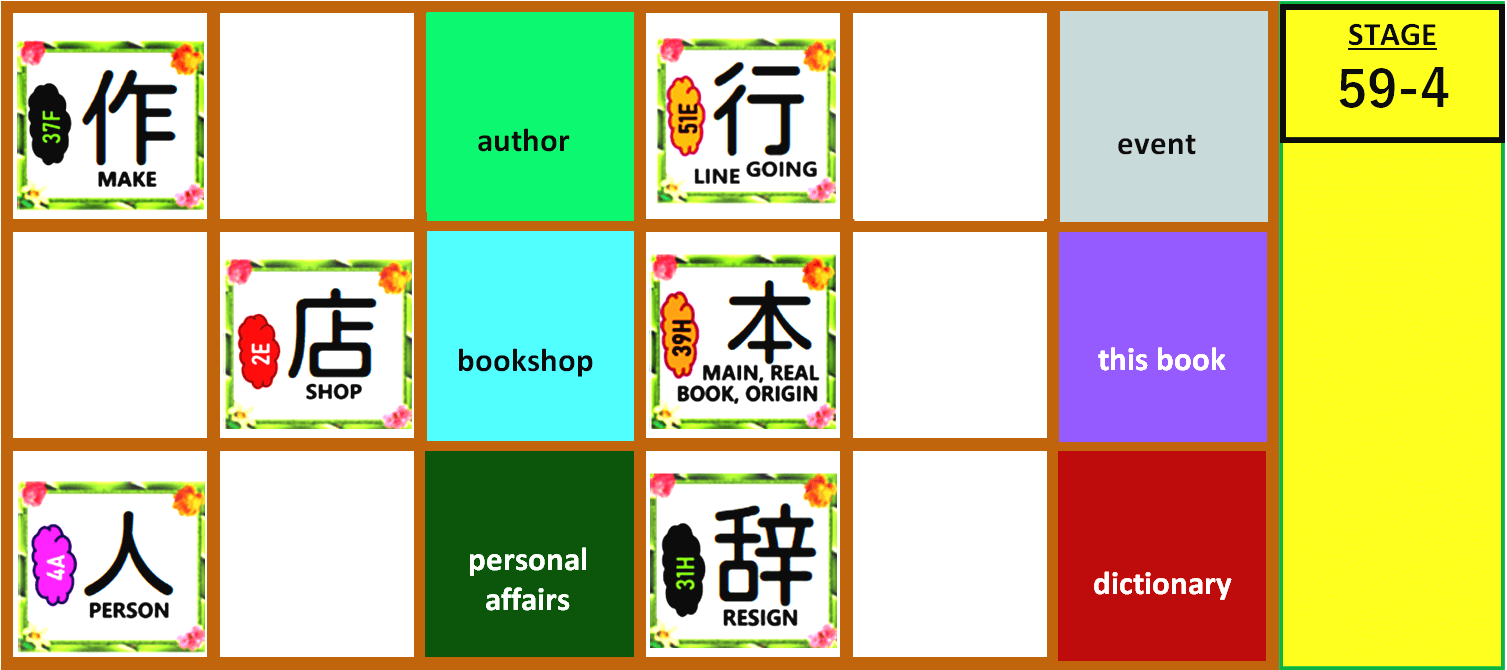 37F
作
MAKE
author
51E
行
LINE GOING
event
STAGE
59-4
2E
店
SHOP
bookshop
39H
本
MAIN, REAL
BOOK, ORIGIN
this book
4A
人
PERSON
personal
affairs
31H
辞
RESIGN
dictionary